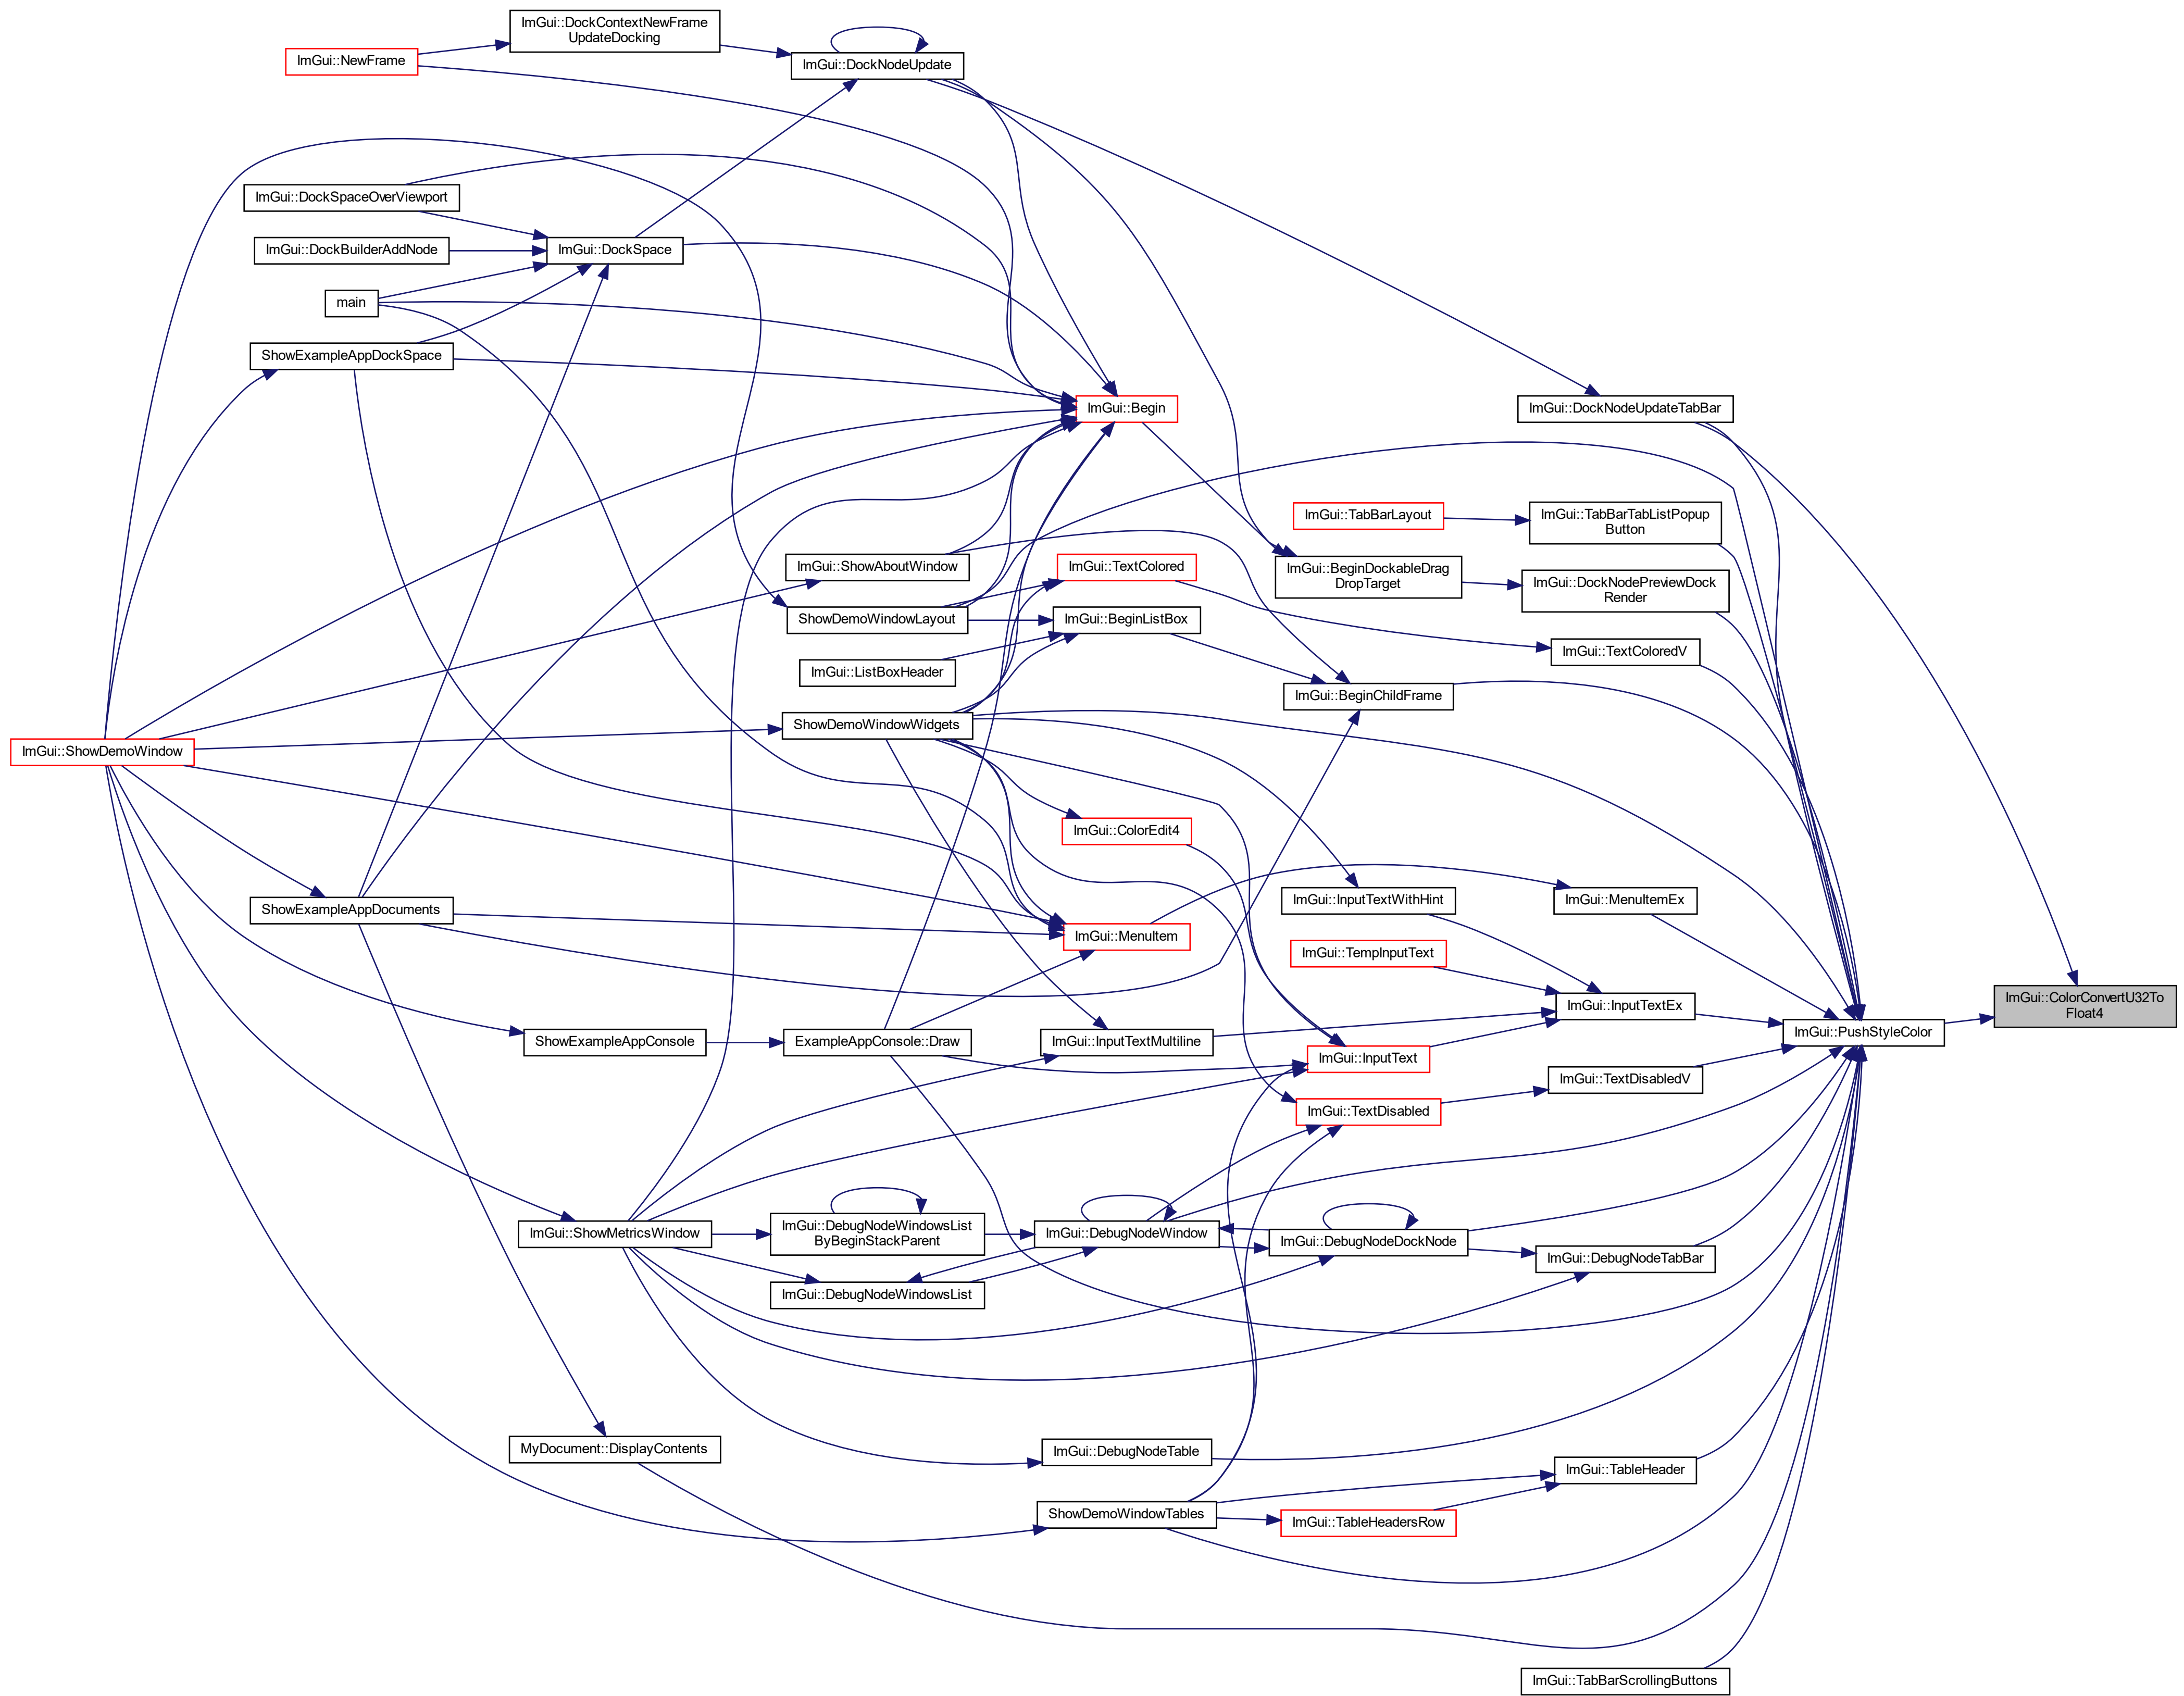 ImGui::DockContextNewFrame
UpdateDocking
ImGui::NewFrame
ImGui::DockNodeUpdate
ImGui::DockSpaceOverViewport
ImGui::DockBuilderAddNode
ImGui::DockSpace
main
ShowExampleAppDockSpace
ImGui::Begin
ImGui::DockNodeUpdateTabBar
ImGui::TabBarLayout
ImGui::TabBarTabListPopup
Button
ImGui::ShowAboutWindow
ImGui::TextColored
ImGui::BeginDockableDrag
DropTarget
ImGui::DockNodePreviewDock
Render
ShowDemoWindowLayout
ImGui::BeginListBox
ImGui::TextColoredV
ImGui::ListBoxHeader
ImGui::BeginChildFrame
ShowDemoWindowWidgets
ImGui::ShowDemoWindow
ImGui::ColorEdit4
ShowExampleAppDocuments
ImGui::InputTextWithHint
ImGui::MenuItemEx
ImGui::MenuItem
ImGui::TempInputText
ImGui::InputTextEx
ImGui::ColorConvertU32To
Float4
ImGui::PushStyleColor
ShowExampleAppConsole
ExampleAppConsole::Draw
ImGui::InputTextMultiline
ImGui::InputText
ImGui::TextDisabledV
ImGui::TextDisabled
ImGui::ShowMetricsWindow
ImGui::DebugNodeWindowsList
ByBeginStackParent
ImGui::DebugNodeWindow
ImGui::DebugNodeDockNode
ImGui::DebugNodeTabBar
ImGui::DebugNodeWindowsList
MyDocument::DisplayContents
ImGui::DebugNodeTable
ImGui::TableHeader
ShowDemoWindowTables
ImGui::TableHeadersRow
ImGui::TabBarScrollingButtons